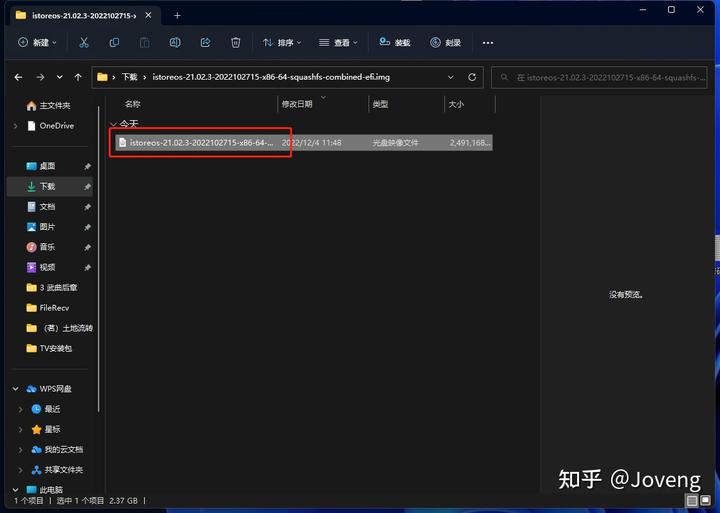 istoreos-21.02.3-2022102715-x
新建
排序
查看
装载
刻录
下载 › istoreos-21.02.3-2022102715-x86-64-squashfs-combined-efi.img
在 istoreos-21.02.3-2022102715-x86-64-squashfs-...
名称 修改日期 类型 大小
今天
istoreos-21.02.3-2022102715-x86-64-... 2022/12/4 11:48 光盘映像文件 2,491,168...
主文件夹
OneDrive
桌面
下载
文档
图片
音乐
视频
3 武曲后章
FileRecv
（茗）土地流转
TV安装包
WPS网盘
最近
星标
我的云文档
共享文件夹
此电脑
没有预览。
1 个项目 选中 1 个项目 2.37 GB
知乎 @Joveng